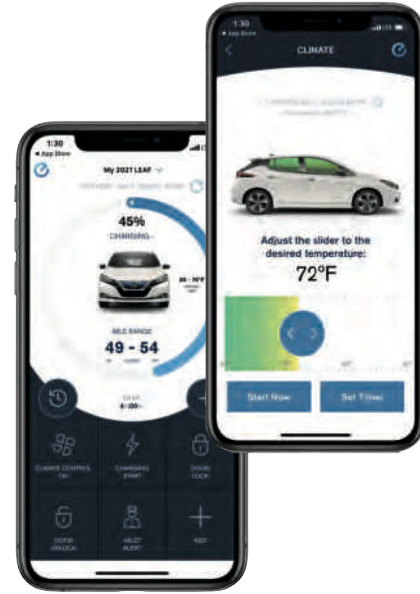 1:30
App Store
My 2021 LEAF
45%
CHARGING
MILE RANGE
49 - 54
CLIMATE CONTROL
ON
CHARGING
START
DOOR
LOCK
DOOR
UNLOCK
VALET
ALERT
ADD
1:30
App Store
LTE
CLIMATE
Adjust the slider to the
desired temperature:
72°F
Start Now
Set Timer